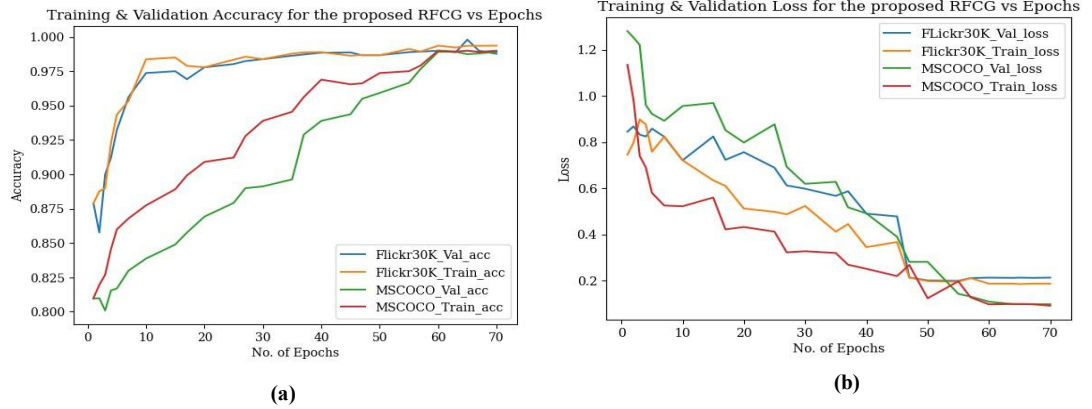 Training & Validation Accuracy for the proposed RFCG vs Epochs
1.000
0.975
0.950
0.925
0.900
0.875
0.850
0.825
0.800
Accuracy
Flickr30K_Val_acc
Flickr30K_Train_acc
MSCOCO_Val_acc
MSCOCO_Train_acc
0 10 20 30 40 50 60 70
No. of Epochs
(a)
Training & Validation Loss for the proposed RFCG vs Epochs
1.2
1.0
0.8
0.6
0.4
0.2
Loss
FLickr30K_Val_loss
Flickr30K_Train_loss
MSCOCO_Val_loss
MSCOCO_Train_loss
0 10 20 30 40 50 60 70
No. of Epochs
(b)